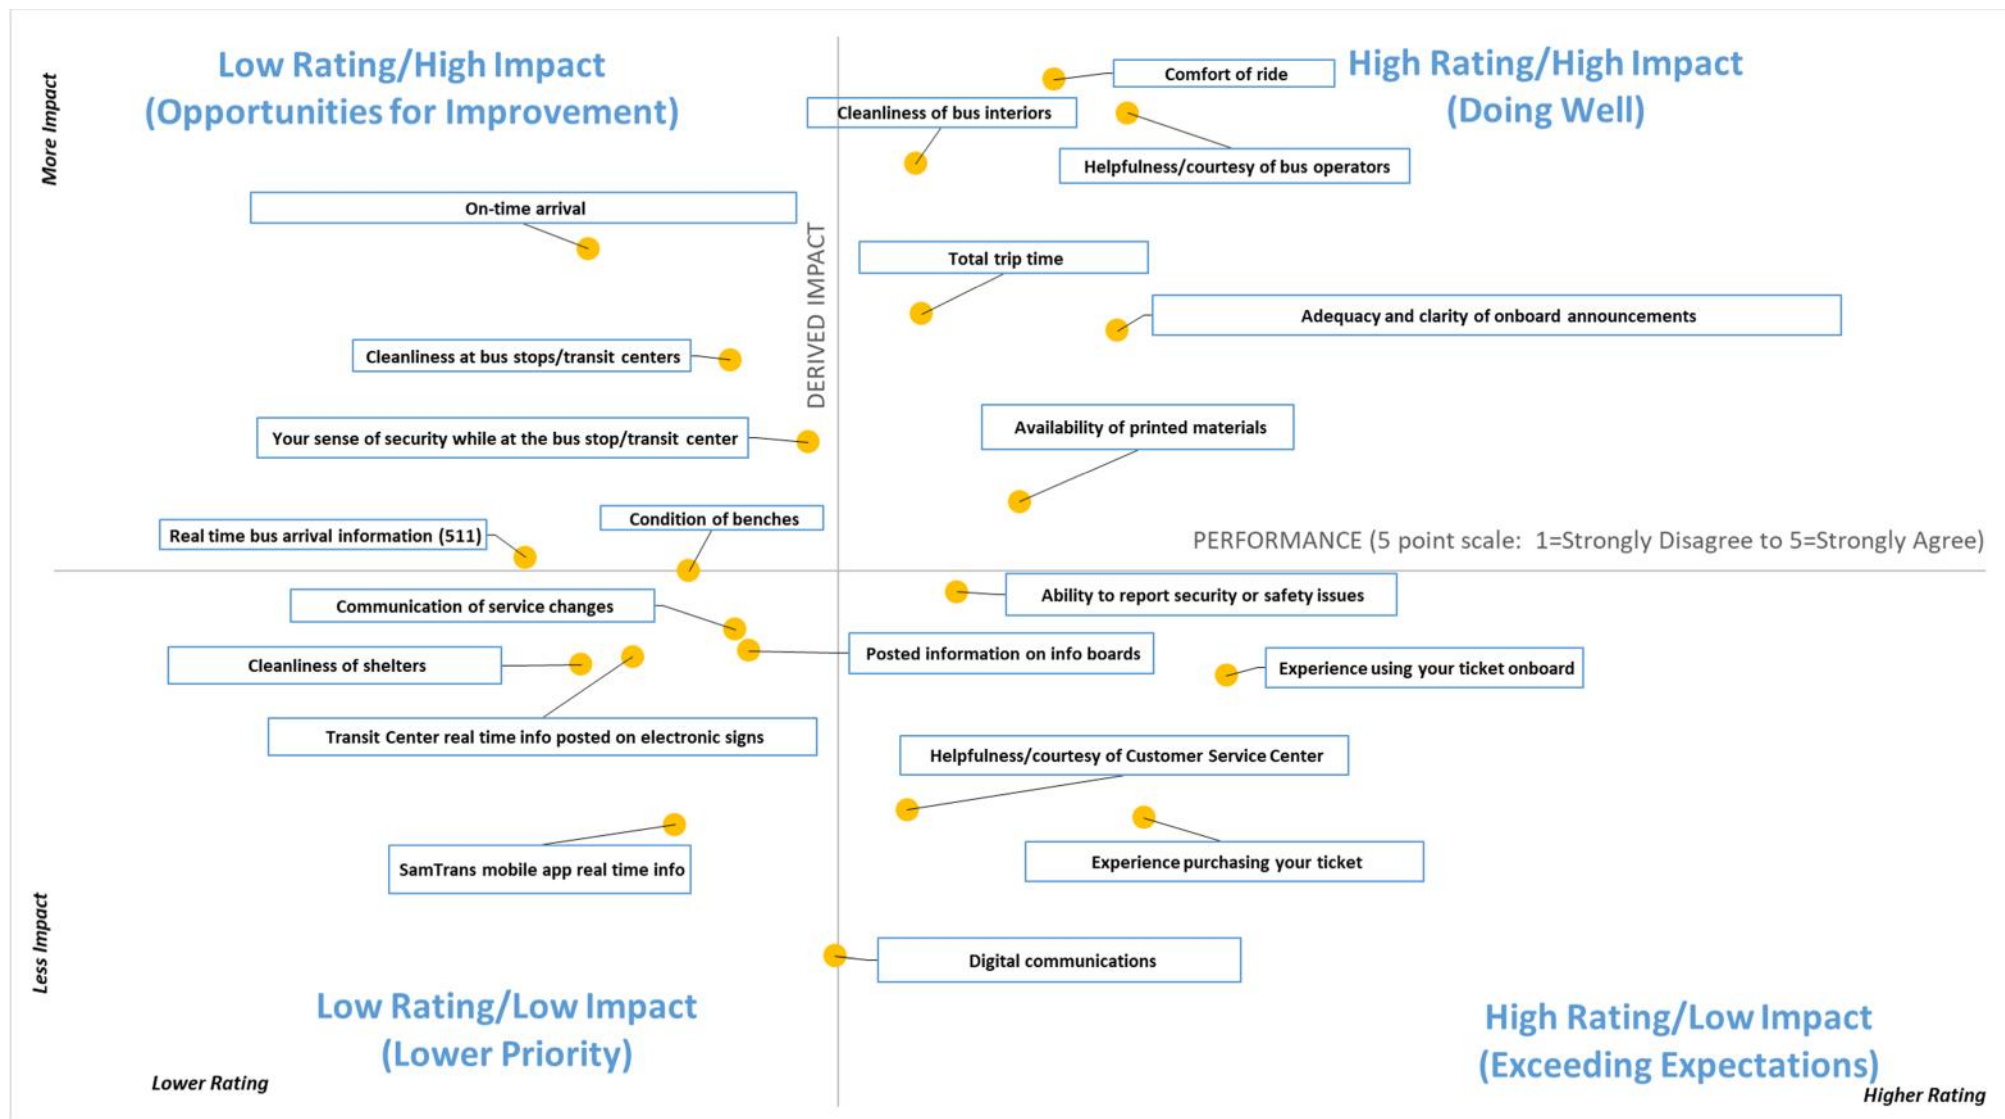 Low Rating/High Impact
(Opportunities for Improvement)
High Rating/High Impact
(Doing Well)
More Impact
Comfort of ride
Cleanliness of bus interiors
Helpfulness/courtesy of bus operators
On-time arrival
Total trip time
DERIVED IMPACT
Adequacy and clarity of onboard announcements
Cleanliness at bus stops/transit centers
Your sense of security while at the bus stop/transit center
Availability of printed materials
Condition of benches
Real time bus arrival information (511)
PERFORMANCE (5 point scale: 1=Strongly Disagree to 5=Strongly Agree)
Communication of service changes
Ability to report security or safety issues
Cleanliness of shelters
Posted information on info boards
Experience using your ticket onboard
Transit Center real time info posted on electronic signs
Helpfulness/courtesy of Customer Service Center
SamTrans mobile app real time info
Experience purchasing your ticket
Less Impact
Digital communications
Low Rating/Low Impact
(Lower Priority)
High Rating/Low Impact
(Exceeding Expectations)
Lower Rating
Higher Rating